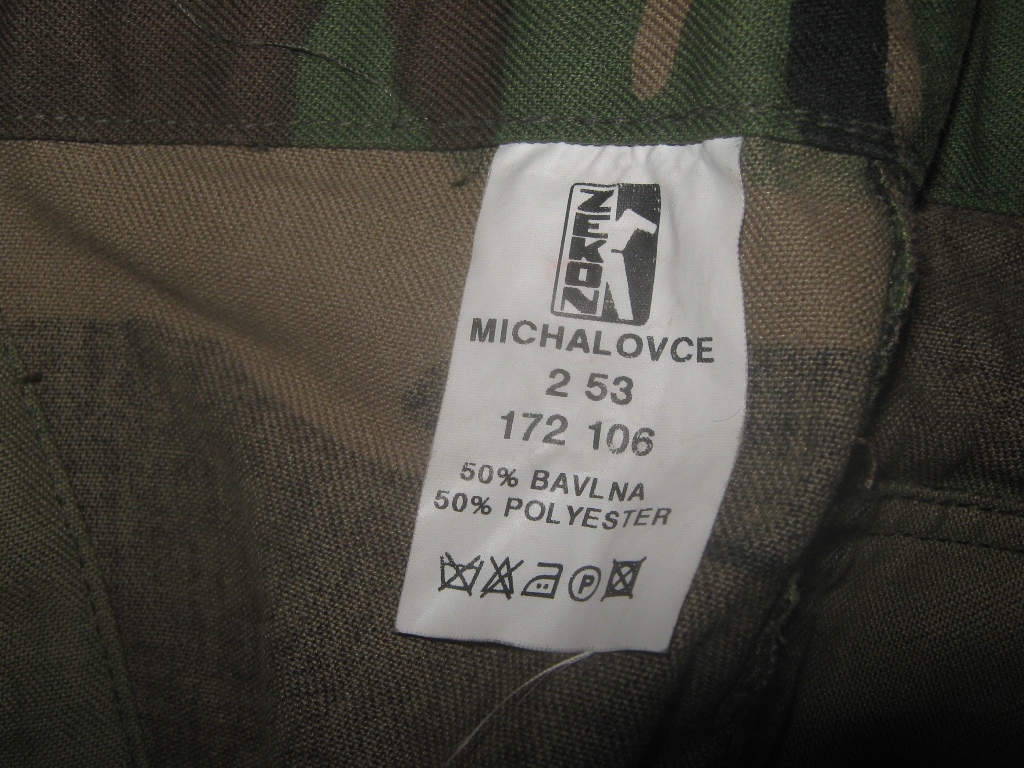 ZEKON
MICHALOVCE
2 53
172 106
50% BAVLNA
50% POLYESTER
P